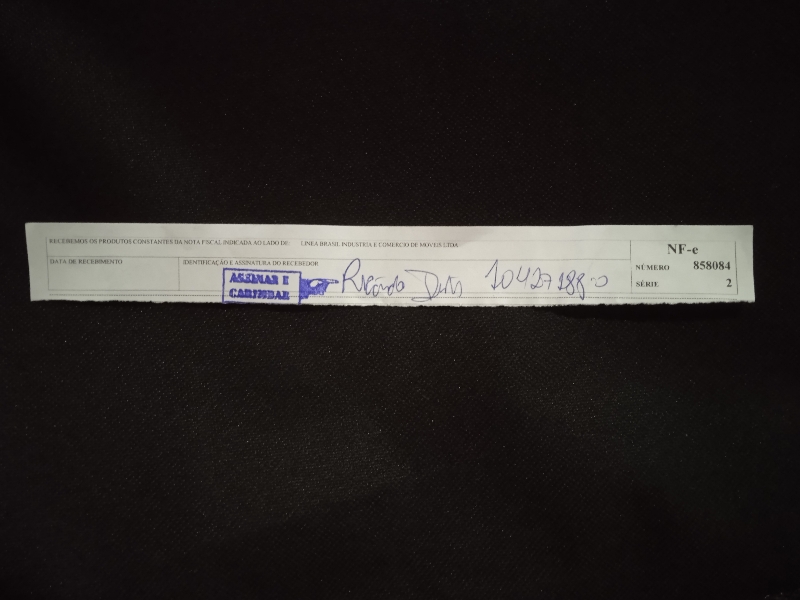 RECEBEMOS OS PRODUTOS CONSTANTES DA NOTA FISCAL INDICADA AO LADO DE: LINEA BRASIL INDUSTRIA E COMERCIO DE MOVEIS LTDA
NF-e
NÚMERO 858084
SÉRIE 2
DATA DE RECEBIMENTO
IDENTIFICAÇÃO E ASSINATURA DO RECEBEDOR
ASSINAR E
CARIMBAR
Ricardo